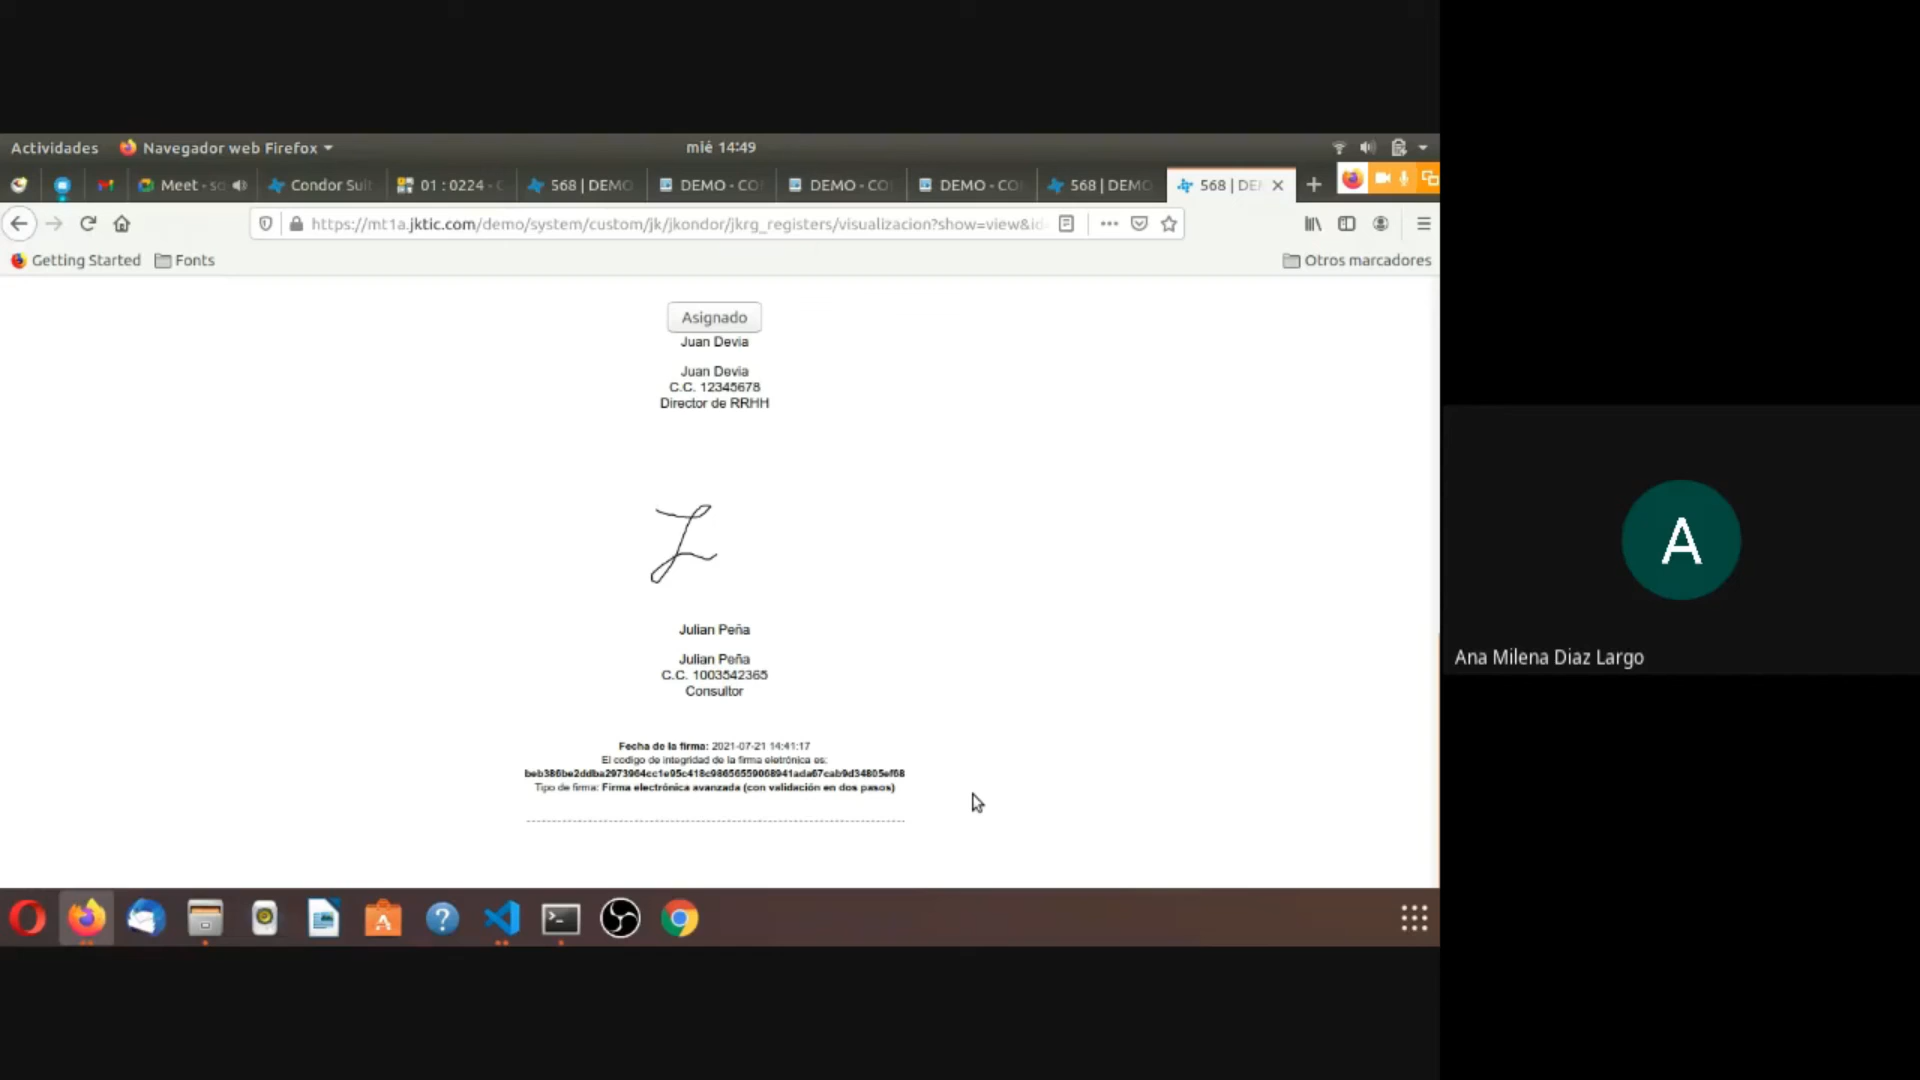 Actividades
Navegador web Firefox
mié 14:49
Meet - so
Condor Suit
01 : 0224 - C
568 | DEMO
DEMO - CO
DEMO - CO
DEMO - CO
568 | DEMO
568 | DE
https://mt1a.jktic.com/demo/system/custom/jk/jkondor/jkrg_registers/visualizacion?show=view&id
Getting Started
Fonts
Otros marcadores
Asignado
Juan Devia
Juan Devia
C.C. 12345678
Director de RRHH
Julian Peña
Julian Peña
C.C. 1003542365
Consultor
Fecha de la firma: 2021-07-21 14:41:17
El codigo de integridad de la firma eletrónica es:
Tipo de firma: Firma electrónica avanzada (con validación en dos pasos)
A
Ana Milena Diaz Largo